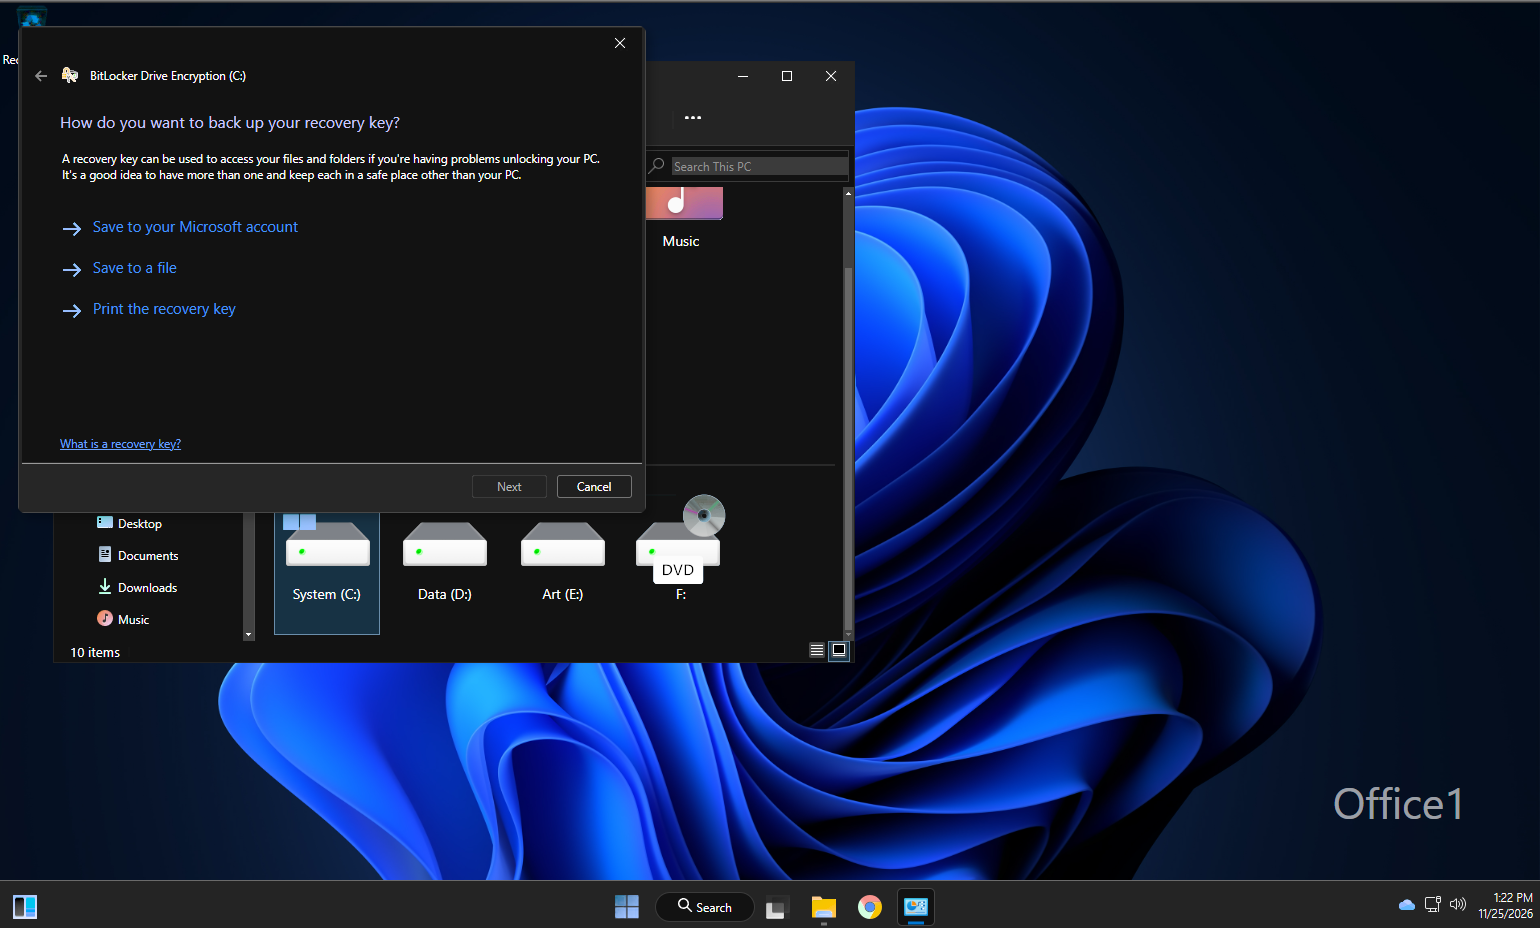 Rec
BitLocker Drive Encryption (C:)
How do you want to back up your recovery key?
A recovery key can be used to access your files and folders if you're having problems unlocking your PC.
It's a good idea to have more than one and keep each in a safe place other than your PC.
Save to your Microsoft account
Save to a file
Print the recovery key
What is a recovery key?
Next
Cancel
Search This PC
Music
Desktop
Documents
Downloads
Music
System (C:)
Data (D:)
Art (E:)
DVD
F:
10 items
Office1
Search
1:22 PM
11/25/2026